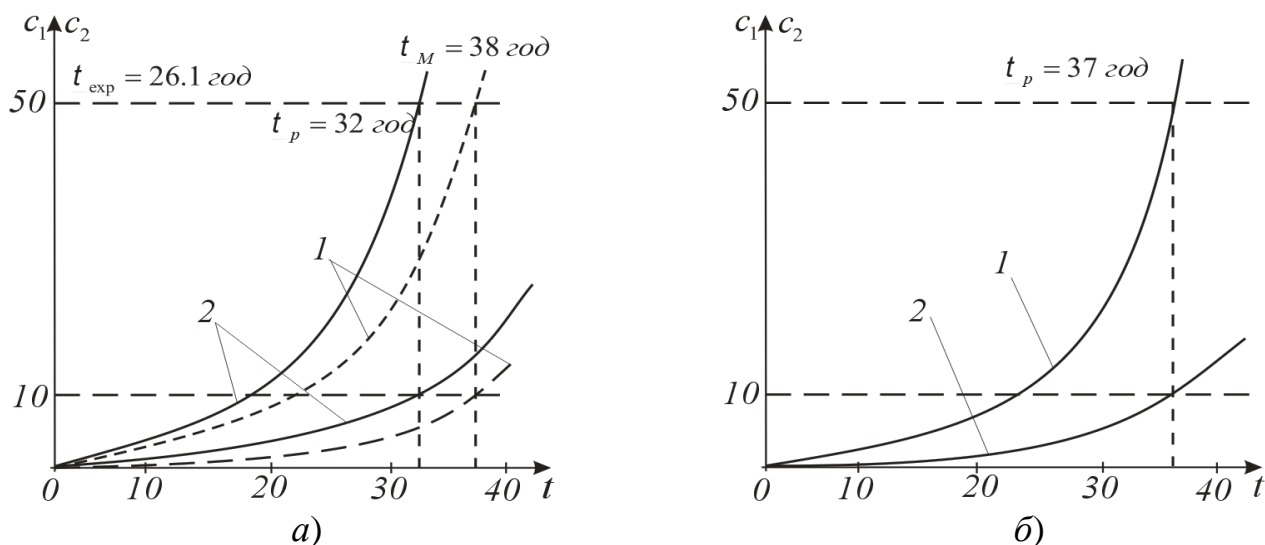 c₁ c₂
t_M = 38 год
t_exp = 26.1 год
50
t_p = 32 год
1
2
10
0 10 20 30 40 t
а)
c₁ c₂
t_p = 37 год
50
1
2
10
0 10 20 30 40 t
б)